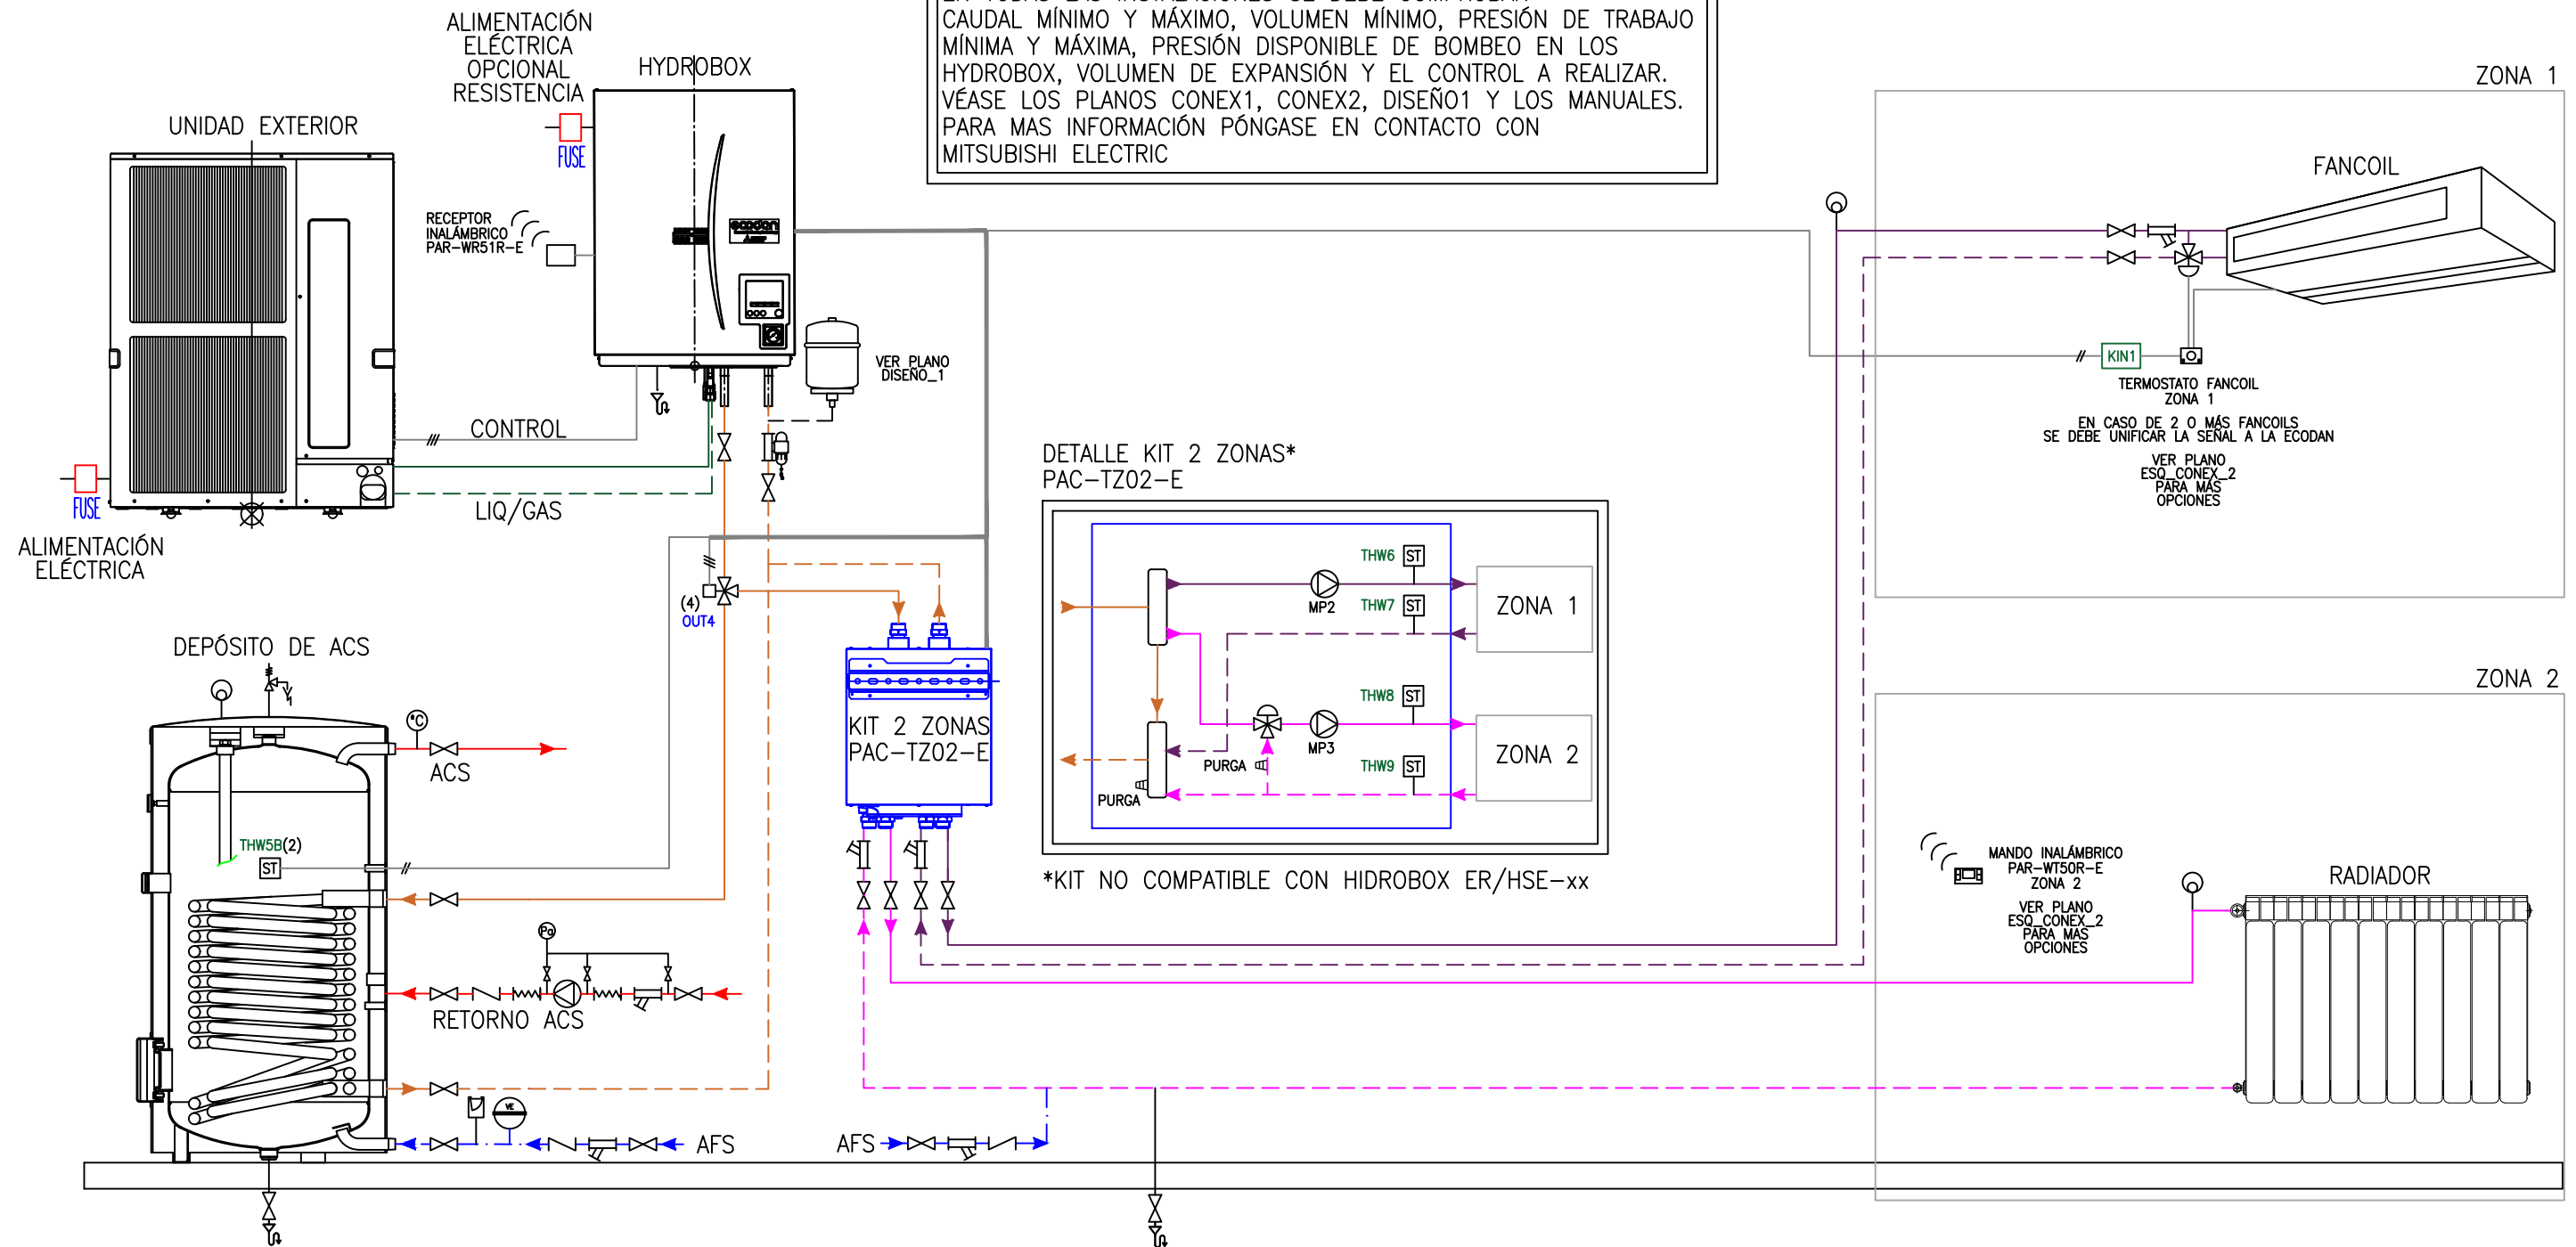 CAUDAL MÍNIMO Y MÁXIMO, VOLUMEN MÍNIMO, PRESIÓN DE TRABAJO
MÍNIMA Y MÁXIMA, PRESIÓN DISPONIBLE DE BOMBEO EN LOS
HYDROBOX, VOLUMEN DE EXPANSIÓN Y EL CONTROL A REALIZAR.
VÉASE LOS PLANOS CONEX1, CONEX2, DISEÑO1 Y LOS MANUALES.
PARA MAS INFORMACIÓN PÓNGASE EN CONTACTO CON
MITSUBISHI ELECTRIC
ALIMENTACIÓN
ELÉCTRICA
OPCIONAL
RESISTENCIA
HYDROBOX
FUSE
UNIDAD EXTERIOR
RECEPTOR
INALÁMBRICO
PAR-WR51R-E
ecodan
VER PLANO
DISEÑO_1
CONTROL
LIQ/GAS
FUSE
ALIMENTACIÓN
ELÉCTRICA
ZONA 1
FANCOIL
KIN1
TERMOSTATO FANCOIL
ZONA 1
EN CASO DE 2 O MÁS FANCOILS
SE DEBE UNIFICAR LA SEÑAL A LA ECODAN
VER PLANO
ESQ_CONEX_2
PARA MÁS
OPCIONES
DETALLE KIT 2 ZONAS*
PAC-TZ02-E
THW6 ST
MP2
THW7 ST
ZONA 1
THW8 ST
MP3
THW9 ST
ZONA 2
PURGA
PURGA
*KIT NO COMPATIBLE CON HIDROBOX ER/HSE-xx
(4)
OUT4
KIT 2 ZONAS
PAC-TZ02-E
DEPÓSITO DE ACS
°C
ACS
THW5B(2)
ST
Pa
RETORNO ACS
VE
AFS
AFS
ZONA 2
MANDO INALÁMBRICO
PAR-WT50R-E
ZONA 2
VER PLANO
ESQ_CONEX_2
PARA MAS
OPCIONES
RADIADOR